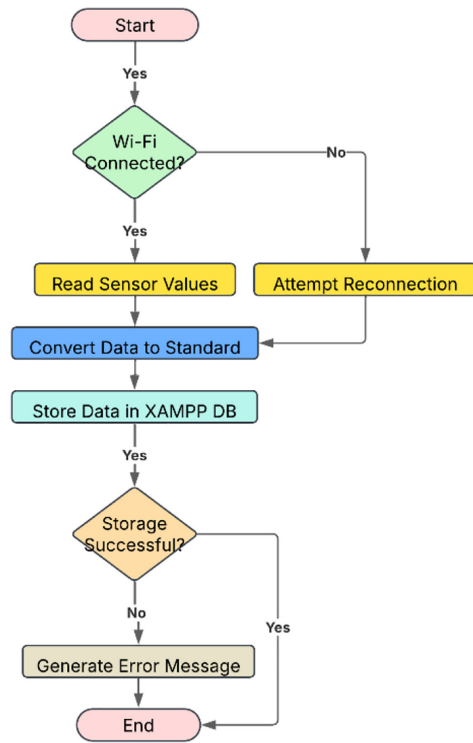 Start
Yes
Wi-Fi
Connected?
No
Yes
Read Sensor Values
Attempt Reconnection
Convert Data to Standard
Store Data in XAMPP DB
Yes
Storage
Successful?
No
Yes
Generate Error Message
End